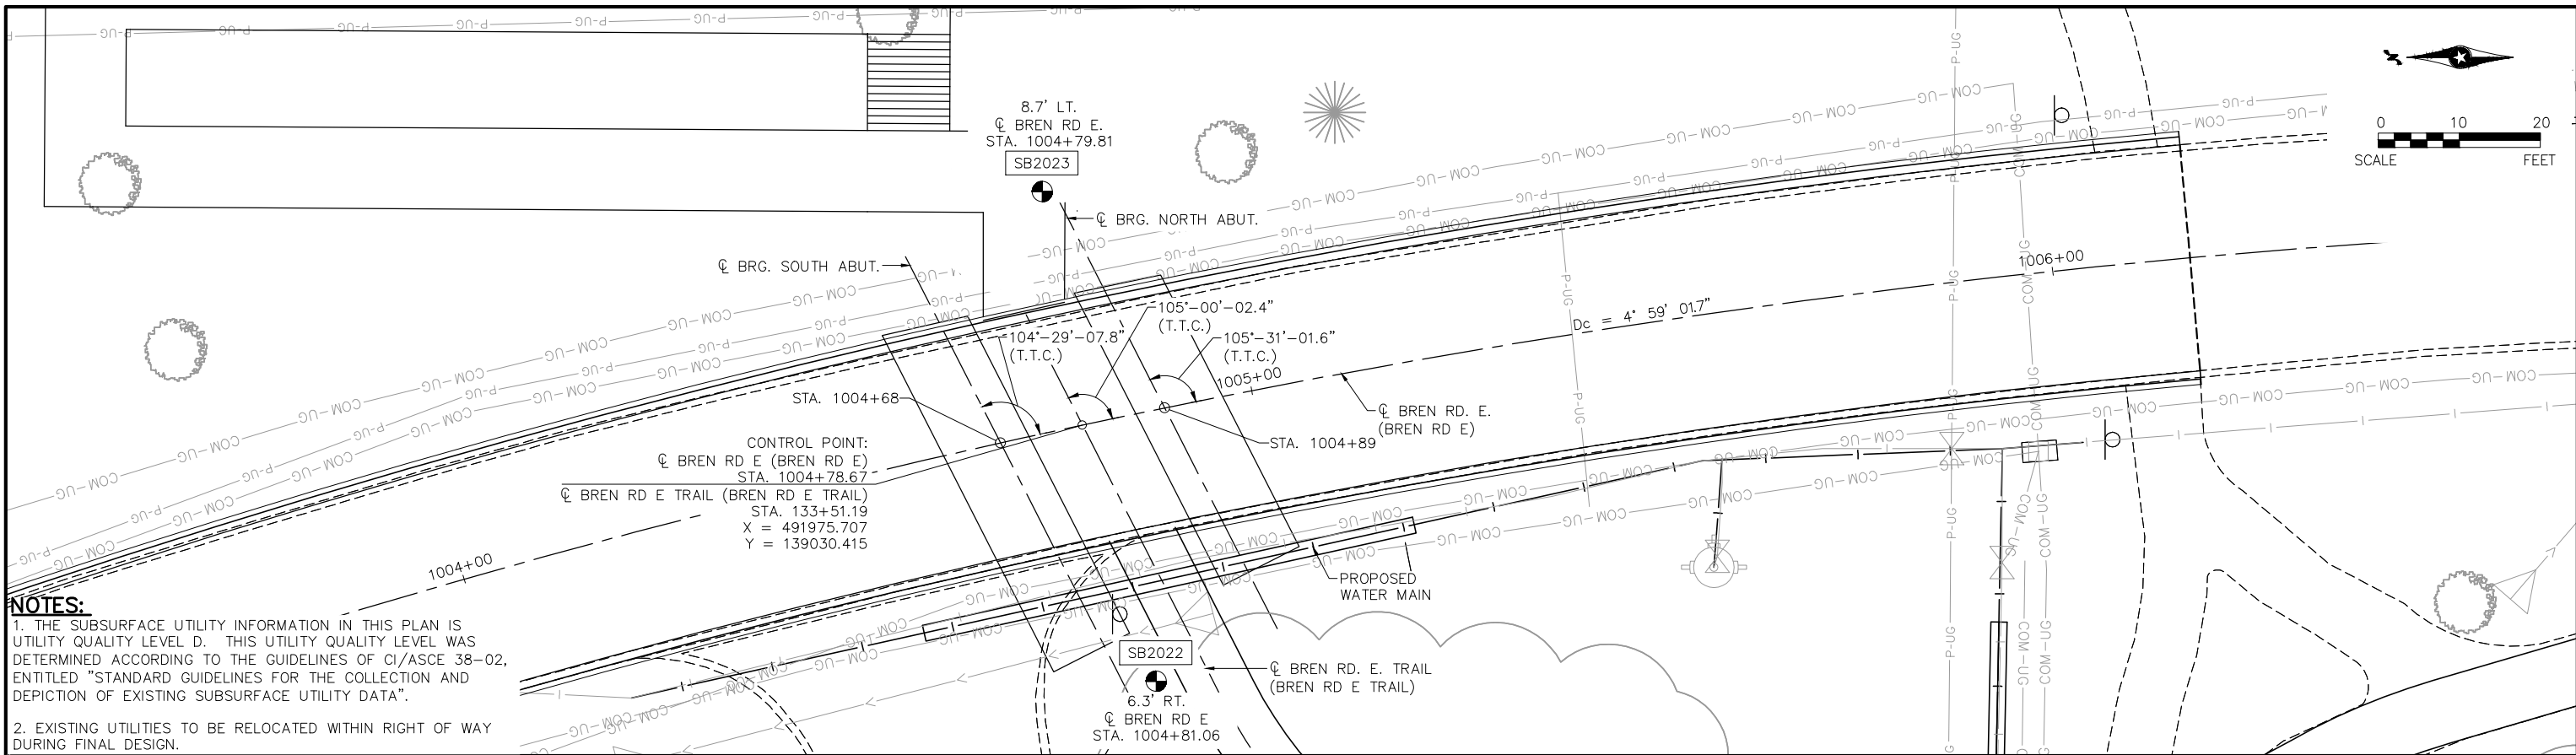 8.7' LT.
℄ BREN RD E.
STA. 1004+79.81
SB2023
℄ BRG. NORTH ABUT.
℄ BRG. SOUTH ABUT.
0 10 20
SCALE FEET
1006+00
Dc = 4° 59' 01.7"
105°-00'-02.4"
(T.T.C.)
104°-29'-07.8"
(T.T.C.)
105°-31'-01.6"
(T.T.C.)
1005+00
STA. 1004+68
℄ BREN RD. E.
(BREN RD E)
STA. 1004+89
CONTROL POINT:
℄ BREN RD E (BREN RD E)
STA. 1004+78.67
℄ BREN RD E TRAIL (BREN RD E TRAIL)
STA. 133+51.19
X = 491975.707
Y = 139030.415
1004+00
PROPOSED
WATER MAIN
SB2022
6.3' RT.
℄ BREN RD E
STA. 1004+81.06
℄ BREN RD. E. TRAIL
(BREN RD E TRAIL)
P-UG
COM-UG
NOTES:
1. THE SUBSURFACE UTILITY INFORMATION IN THIS PLAN IS
UTILITY QUALITY LEVEL D. THIS UTILITY QUALITY LEVEL WAS
DETERMINED ACCORDING TO THE GUIDELINES OF CI/ASCE 38-02,
ENTITLED "STANDARD GUIDELINES FOR THE COLLECTION AND
DEPICTION OF EXISTING SUBSURFACE UTILITY DATA".
2. EXISTING UTILITIES TO BE RELOCATED WITHIN RIGHT OF WAY
DURING FINAL DESIGN.